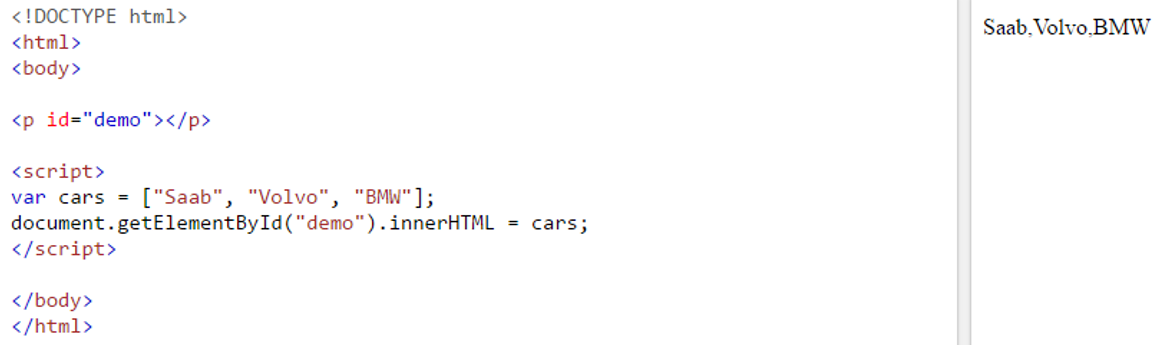 <!DOCTYPE html>
<html>
<body>
<p id="demo"></p>
<script>
var cars = ["Saab", "Volvo", "BMW"];
document.getElementById("demo").innerHTML = cars;
</script>
</body>
</html>
Saab,Volvo,BMW